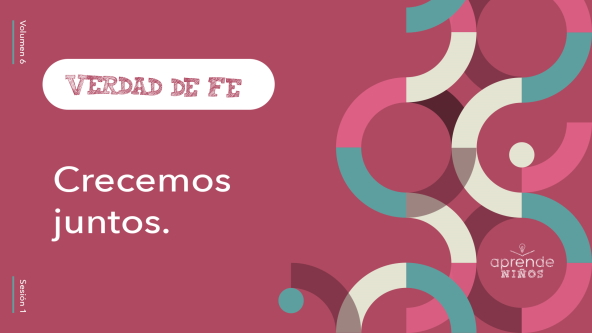 Volumen 6
VERDAD DE FE
Crecemos
juntos.
aprende
NIÑOS
Sesión 1